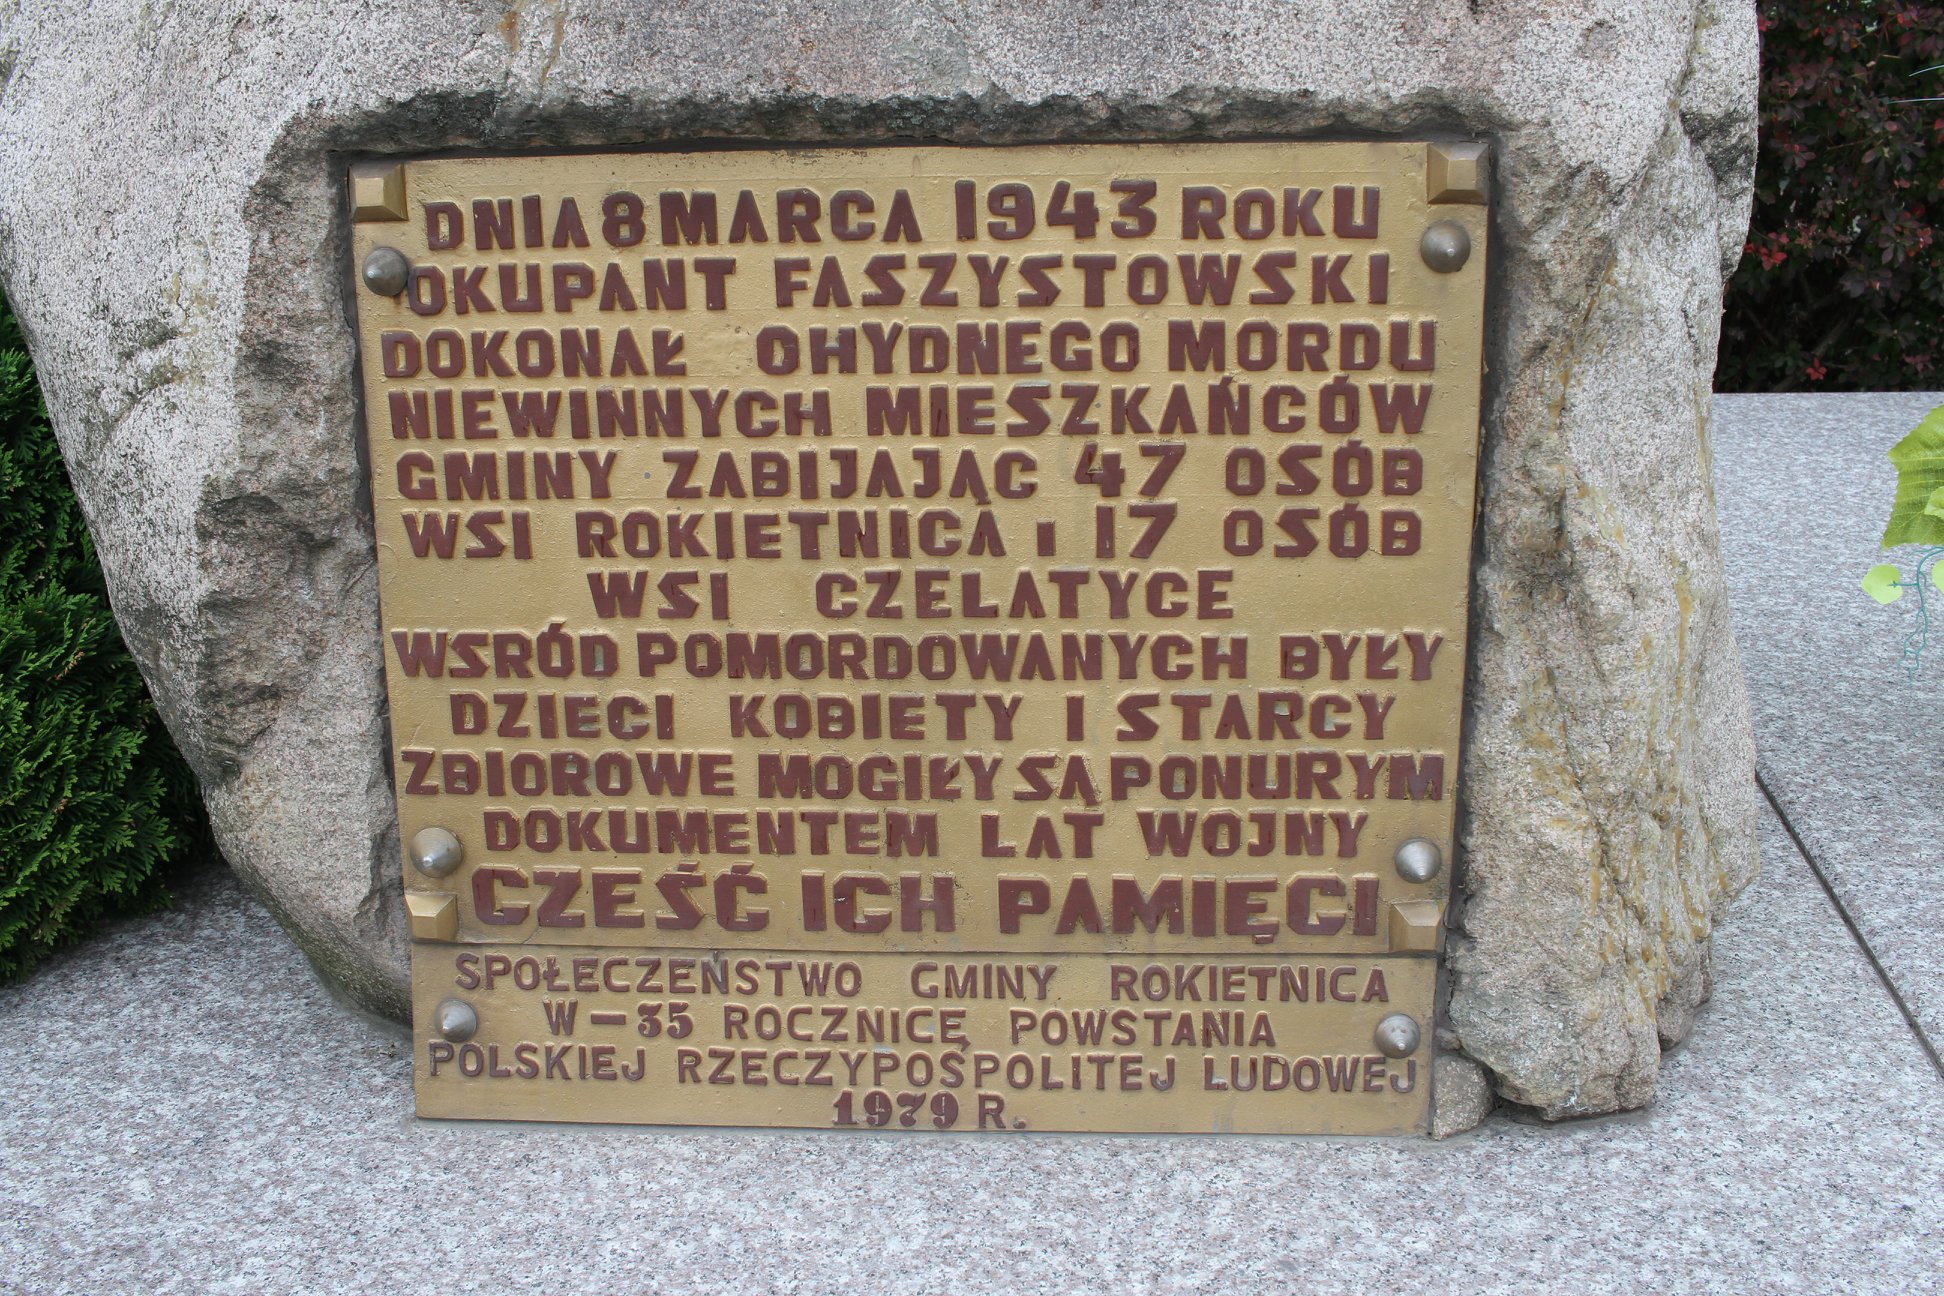 DNIA 8 MARCA 1943 ROKU
OKUPANT FASZYSTOWSKI
DOKONAŁ OHYDNEGO MORDU
NIEWINNYCH MIESZKAŃCÓW
GMINY ZABIJAJĄC 47 OSÓB
WSI ROKIETNICA I 17 OSÓB
WSI CZELATYCE
WSRÓD POMORDOWANYCH BYŁY
DZIECI KOBIETY I STARCY
ZBIOROWE MOGIŁY SĄ PONURYM
DOKUMENTEM LAT WOJNY
CZEŚĆ ICH PAMIĘCI
SPOŁECZEŃSTWO GMINY ROKIETNICA
W - 35 ROCZNICĘ POWSTANIA
POLSKIEJ RZECZYPOŚPOLITEJ LUDOWEJ
1979 R.